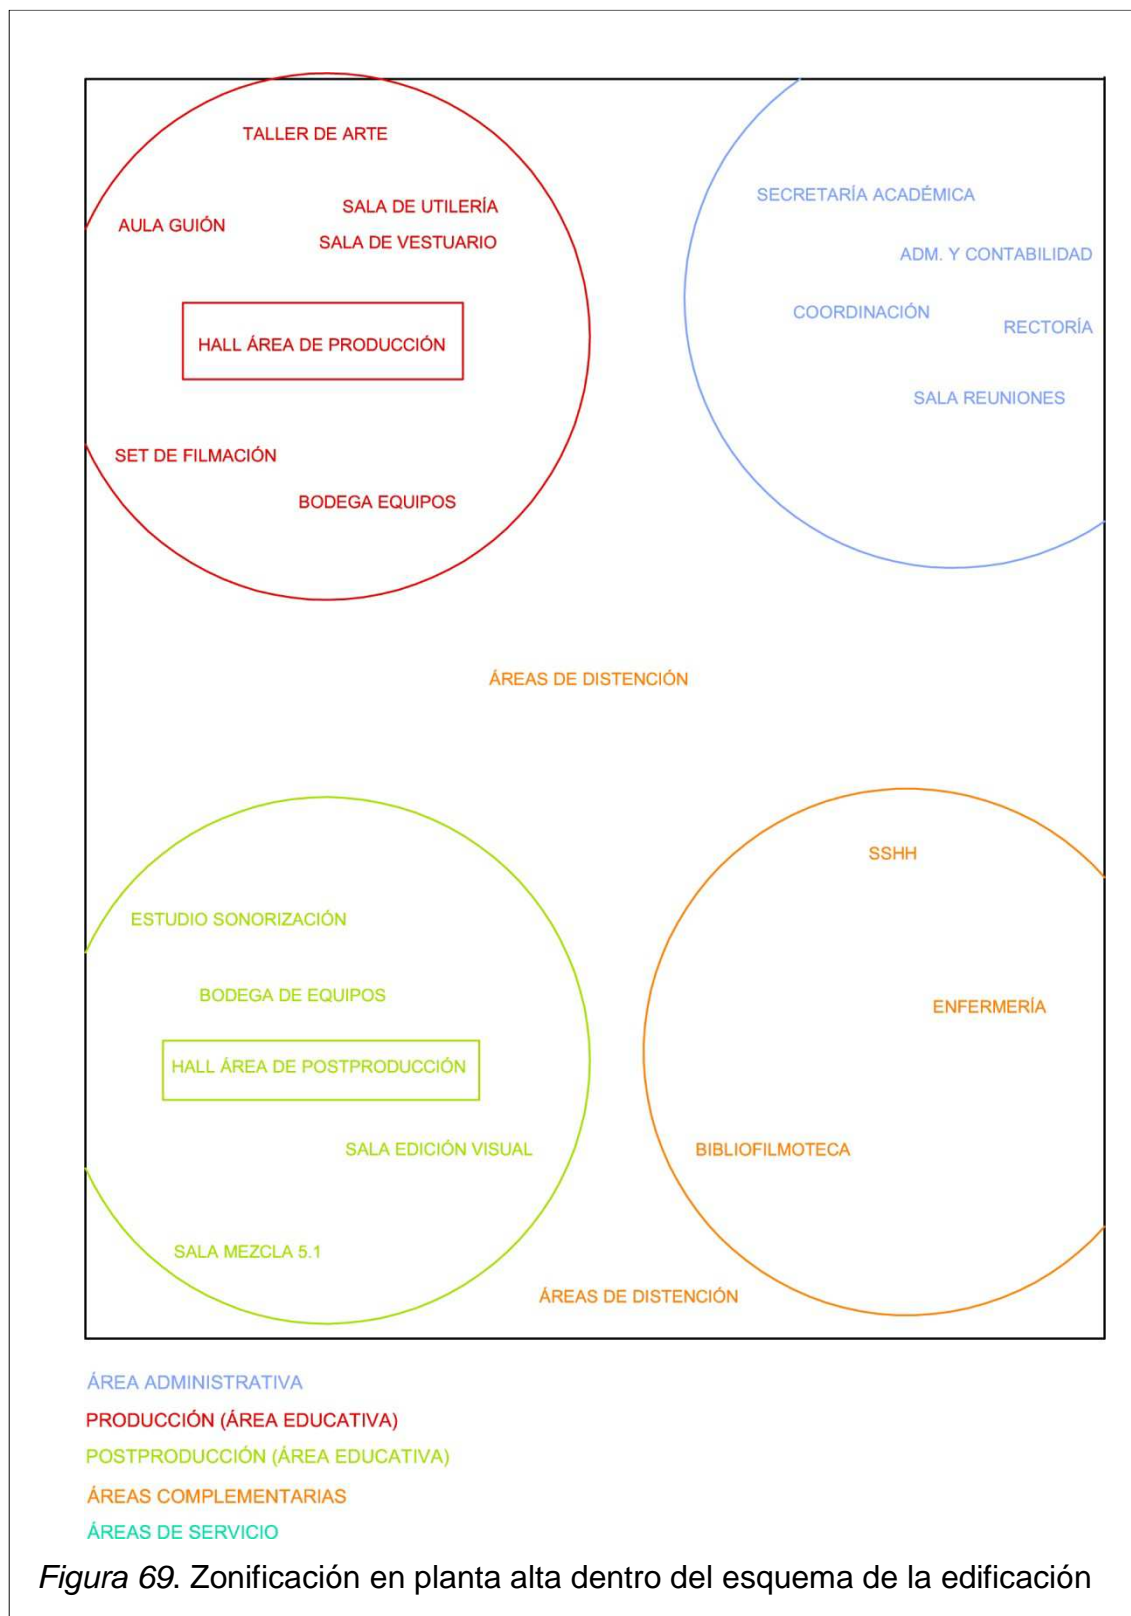 TALLER DE ARTE
SALA DE UTILERÍA
AULA GUIÓN
SALA DE VESTUARIO
HALL ÁREA DE PRODUCCIÓN
SET DE FILMACIÓN
BODEGA EQUIPOS
SECRETARÍA ACADÉMICA
ADM. Y CONTABILIDAD
COORDINACIÓN
RECTORÍA
SALA REUNIONES
ÁREAS DE DISTENCIÓN
ESTUDIO SONORIZACIÓN
BODEGA DE EQUIPOS
HALL ÁREA DE POSTPRODUCCIÓN
SALA EDICIÓN VISUAL
SALA MEZCLA 5.1
SSHH
ENFERMERÍA
BIBLIOFILMOTECA
ÁREAS DE DISTENCIÓN
ÁREA ADMINISTRATIVA
PRODUCCIÓN (ÁREA EDUCATIVA)
POSTPRODUCCIÓN (ÁREA EDUCATIVA)
ÁREAS COMPLEMENTARIAS
ÁREAS DE SERVICIO
Figura 69. Zonificación en planta alta dentro del esquema de la edificación